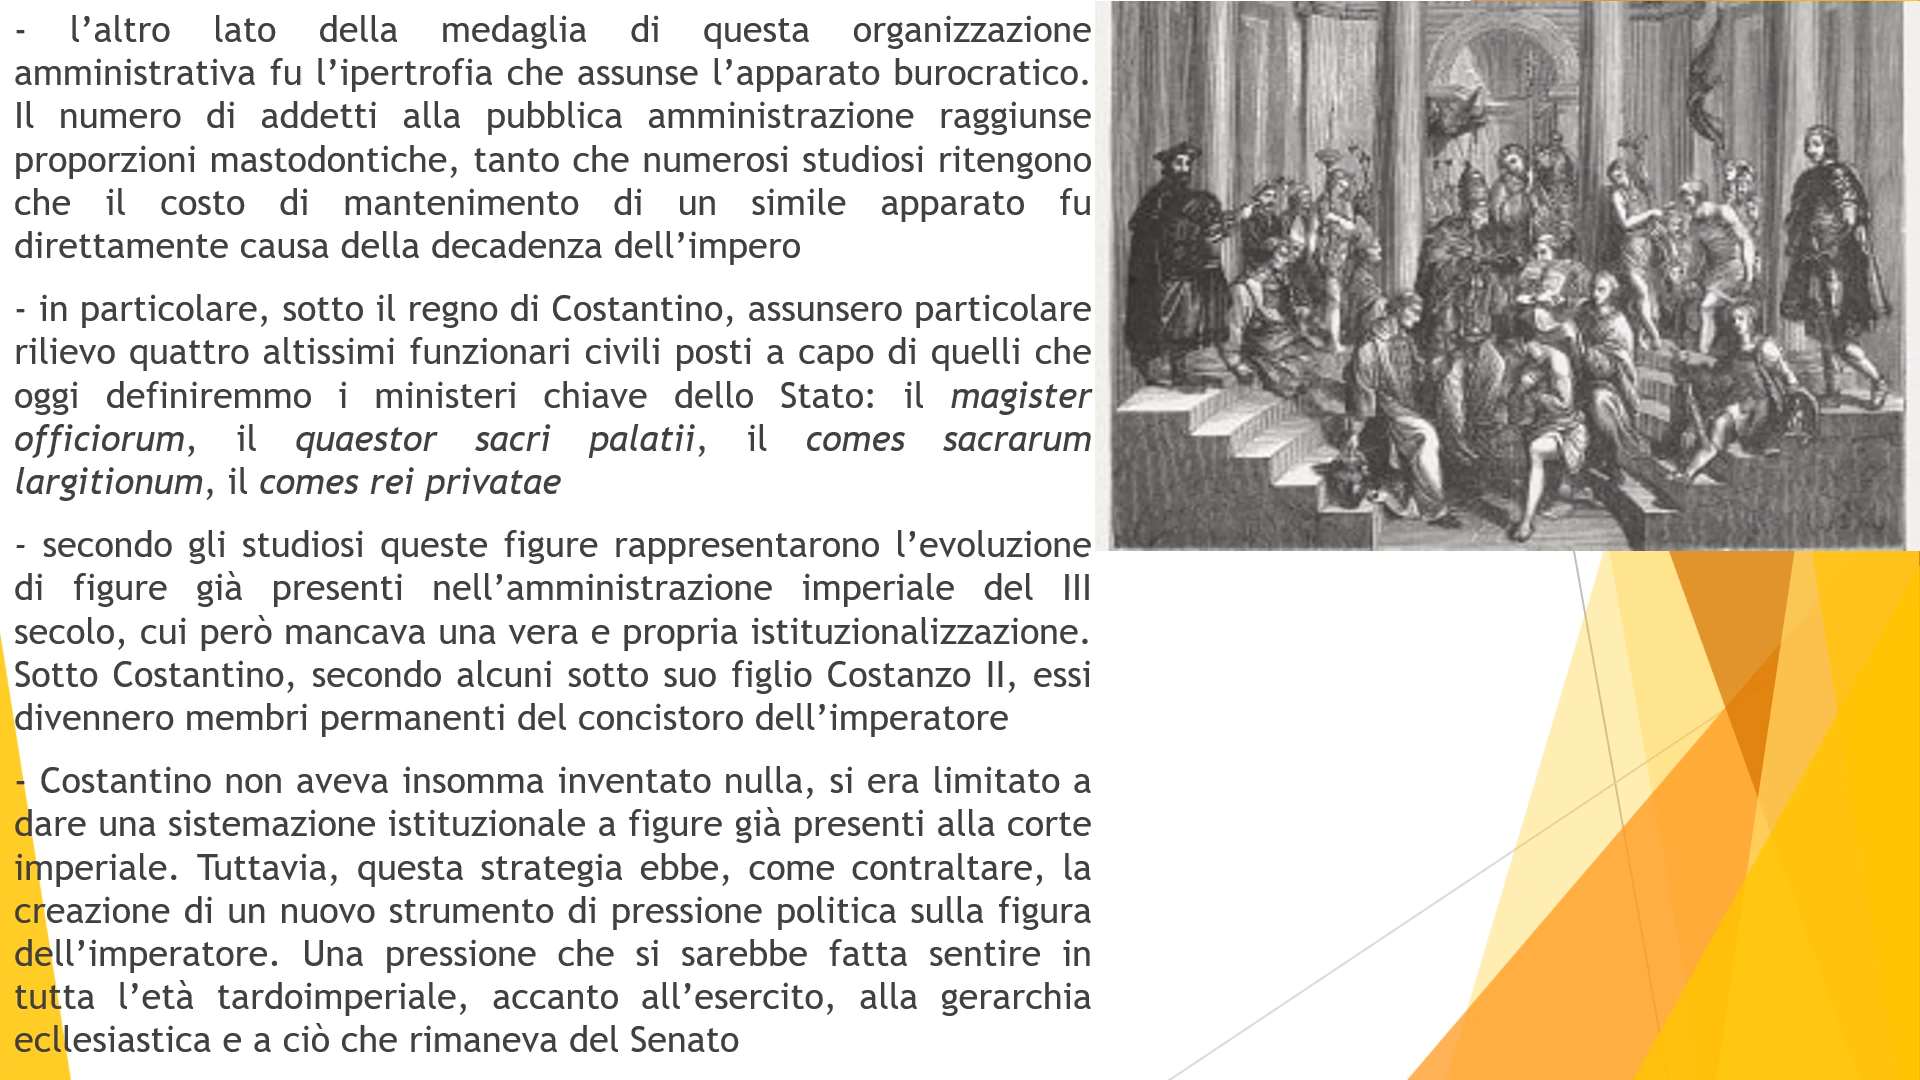 - l’altro lato della medaglia di questa organizzazione
amministrativa fu l’ipertrofia che assunse l’apparato burocratico.
Il numero di addetti alla pubblica amministrazione raggiunse
proporzioni mastodontiche, tanto che numerosi studiosi ritengono
che il costo di mantenimento di un simile apparato fu
direttamente causa della decadenza dell’impero
- in particolare, sotto il regno di Costantino, assunsero particolare
rilievo quattro altissimi funzionari civili posti a capo di quelli che
oggi definiremmo i ministeri chiave dello Stato: il magister
officiorum, il quaestor sacri palatii, il comes sacrarum
largitionum, il comes rei privatae
- secondo gli studiosi queste figure rappresentarono l’evoluzione
di figure già presenti nell’amministrazione imperiale del III
secolo, cui però mancava una vera e propria istituzionalizzazione.
Sotto Costantino, secondo alcuni sotto suo figlio Costanzo II, essi
divennero membri permanenti del concistoro dell’imperatore
- Costantino non aveva insomma inventato nulla, si era limitato a
dare una sistemazione istituzionale a figure già presenti alla corte
imperiale. Tuttavia, questa strategia ebbe, come contraltare, la
creazione di un nuovo strumento di pressione politica sulla figura
dell’imperatore. Una pressione che si sarebbe fatta sentire in
tutta l’età tardoimperiale, accanto all’esercito, alla gerarchia
ecllesiastica e a ciò che rimaneva del Senato